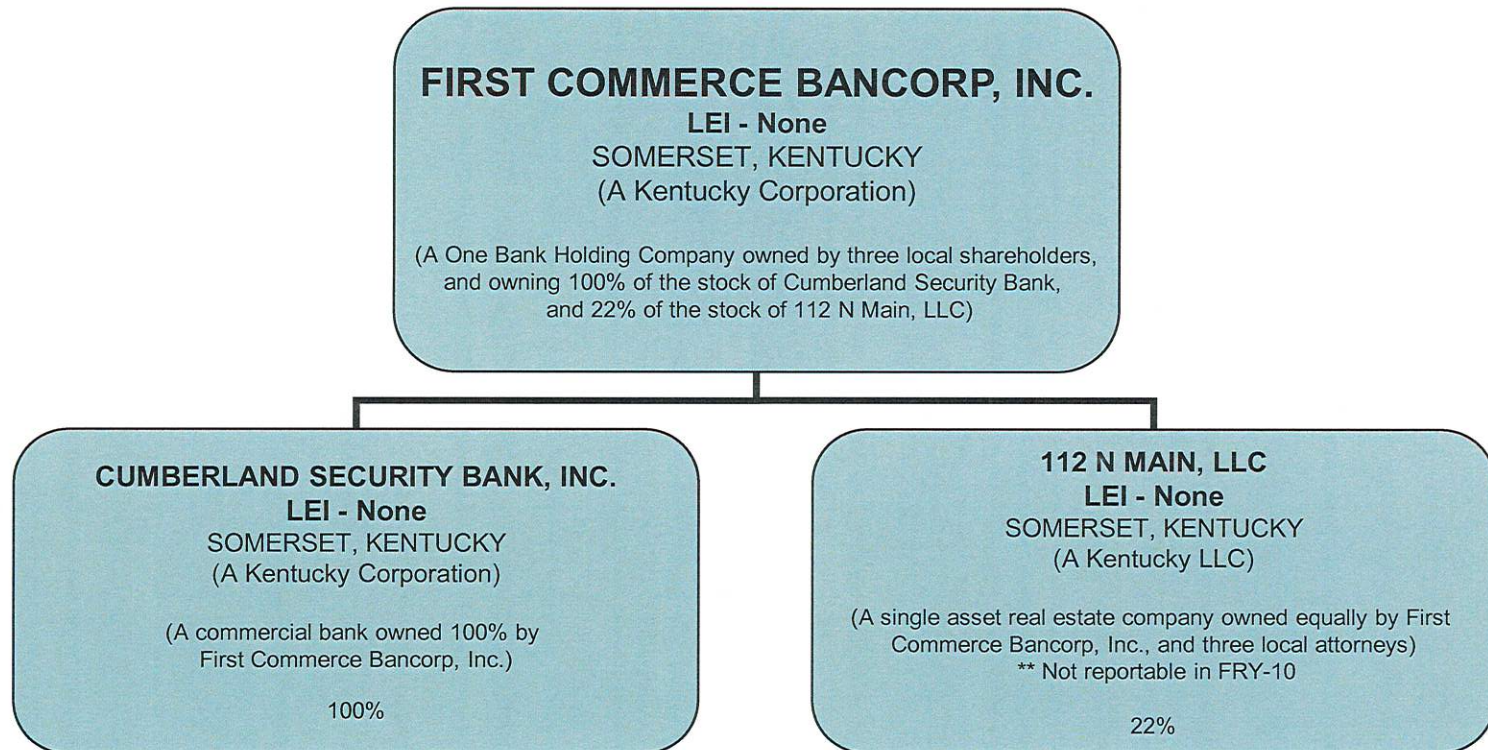 FIRST COMMERCE BANCORP, INC.
LEI - None
SOMERSET, KENTUCKY
(A Kentucky Corporation)
(A One Bank Holding Company owned by three local shareholders,
and owning 100% of the stock of Cumberland Security Bank,
and 22% of the stock of 112 N Main, LLC)
CUMBERLAND SECURITY BANK, INC.
LEI - None
SOMERSET, KENTUCKY
(A Kentucky Corporation)
(A commercial bank owned 100% by
First Commerce Bancorp, Inc.)
100%
112 N MAIN, LLC
LEI - None
SOMERSET, KENTUCKY
(A Kentucky LLC)
(A single asset real estate company owned equally by First
Commerce Bancorp, Inc., and three local attorneys)
** Not reportable in FRY-10
22%